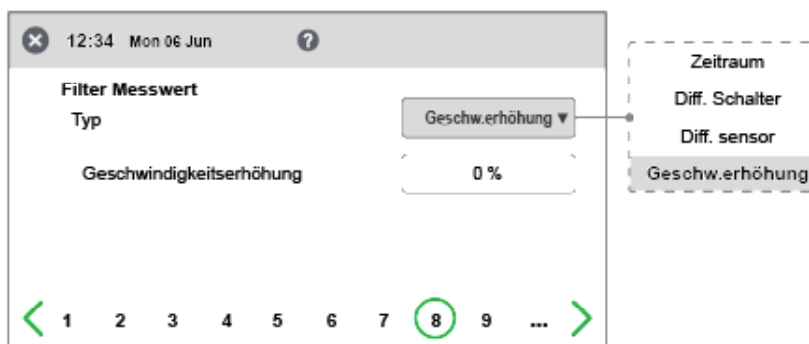 12:34 Mon 06 Jun ?
Filter Messwert
Typ
Geschw.erhöhung ▼
Geschwindigkeitserhöhung
0 %
1 2 3 4 5 6 7 8 9 ...
Zeitraum
Diff. Schalter
Diff. sensor
Geschw.erhöhung